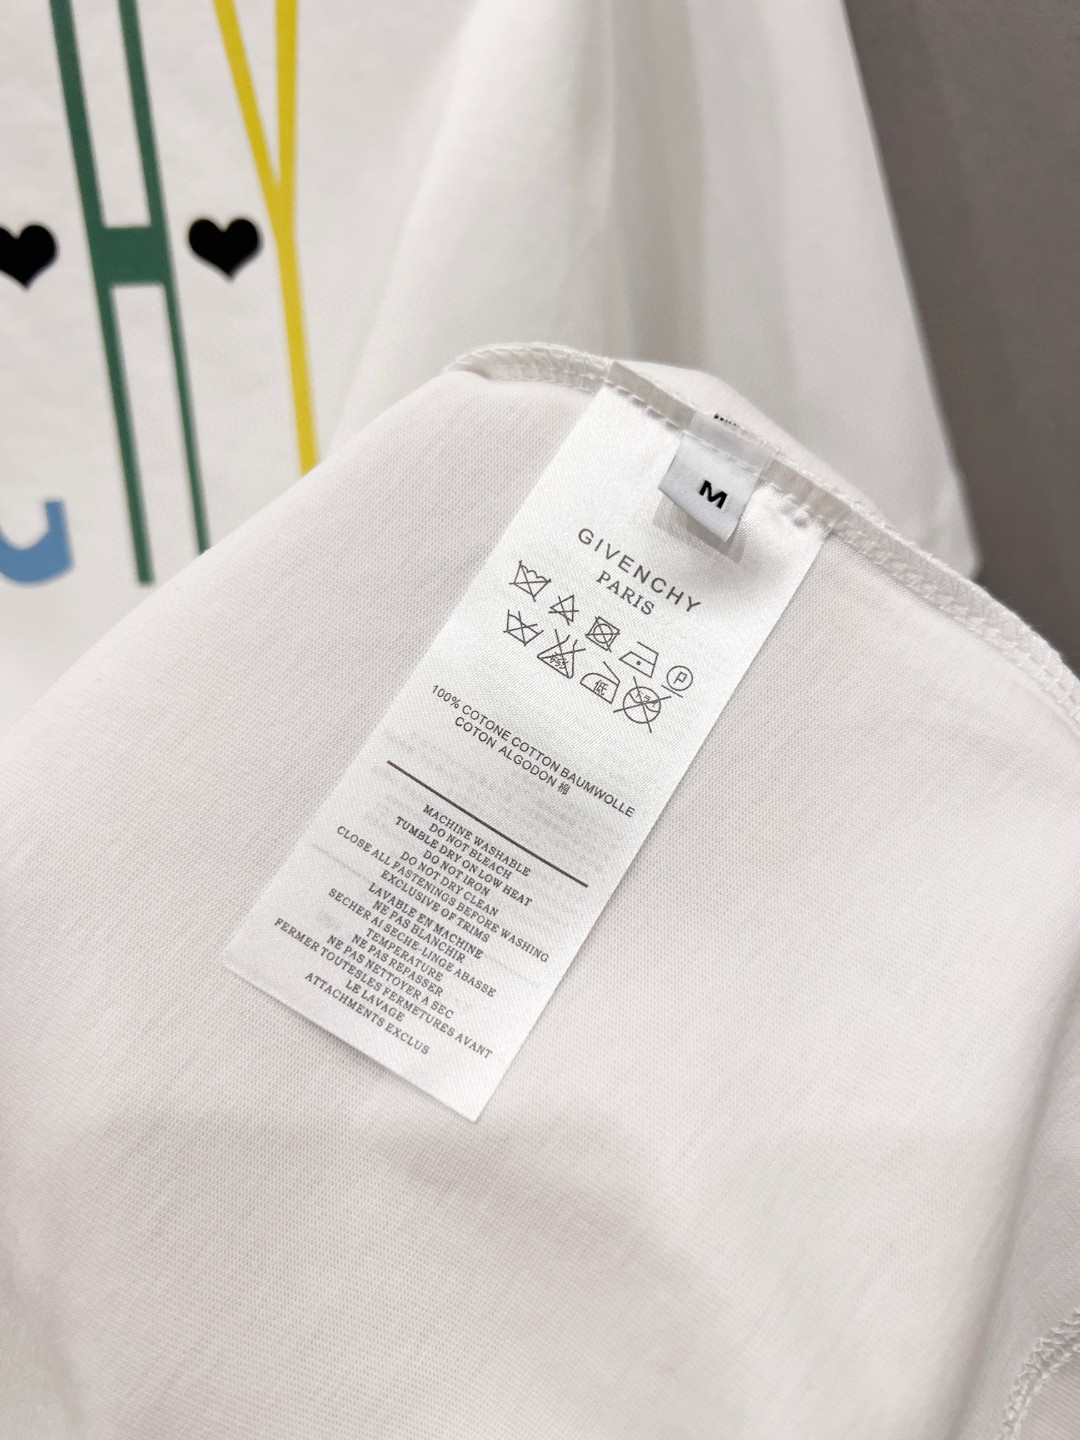 H Y
M
GIVENCHY
PARIS
P
低
100% COTONE COTTON BAUMWOLLE
COTON ALGODON 棉
MACHINE WASHABLE
DO NOT BLEACH
TUMBLE DRY ON LOW HEAT
DO NOT IRON
DO NOT DRY CLEAN
CLOSE ALL FASTENINGS BEFORE WASHING
EXCLUSIVE OF TRIMS
LAVABLE EN MACHINE
NE PAS BLANCHIR
SECHER AI SECHE-LINGE ABASSE
TEMPERATURE
NE PAS REPASSER
NE PAS NETTOYER A SEC
FERMER TOUTESLES FERMETURES AVANT
LE LAVAGE
ATTACHMENTS EXCLUS